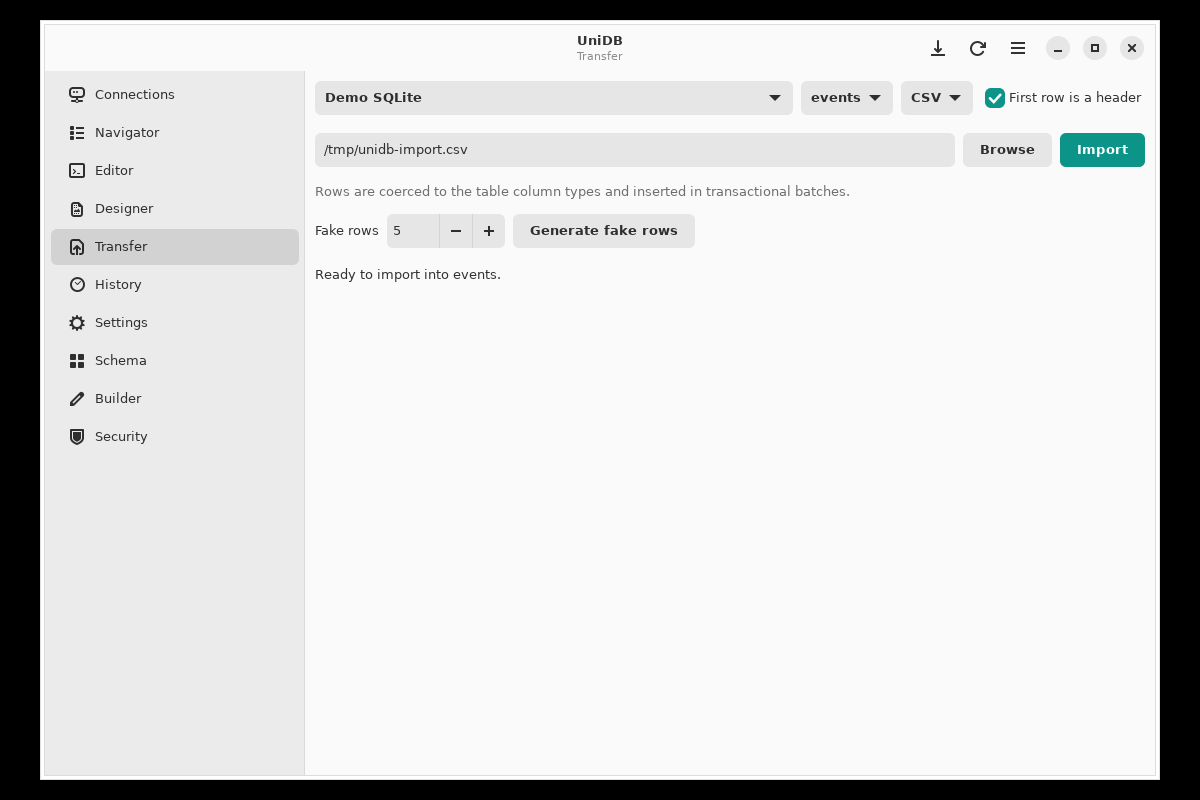 UniDB
Transfer
Connections
Navigator
Editor
Designer
Transfer
History
Settings
Schema
Builder
Security
Demo SQLite
events
CSV
First row is a header
/tmp/unidb-import.csv
Browse
Import
Rows are coerced to the table column types and inserted in transactional batches.
Fake rows
5
Generate fake rows
Ready to import into events.